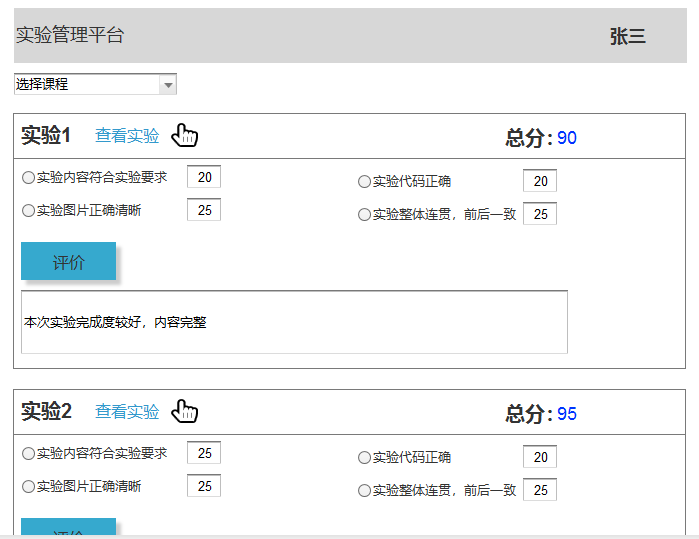 实验管理平台 张三
选择课程
实验1 查看实验 总分：90
实验内容符合实验要求 20 实验代码正确 20
实验图片正确清晰 25 实验整体连贯，前后一致 25
评价
本次实验完成度较好，内容完整
实验2 查看实验 总分：95
实验内容符合实验要求 25 实验代码正确 20
实验图片正确清晰 25 实验整体连贯，前后一致 25
评价